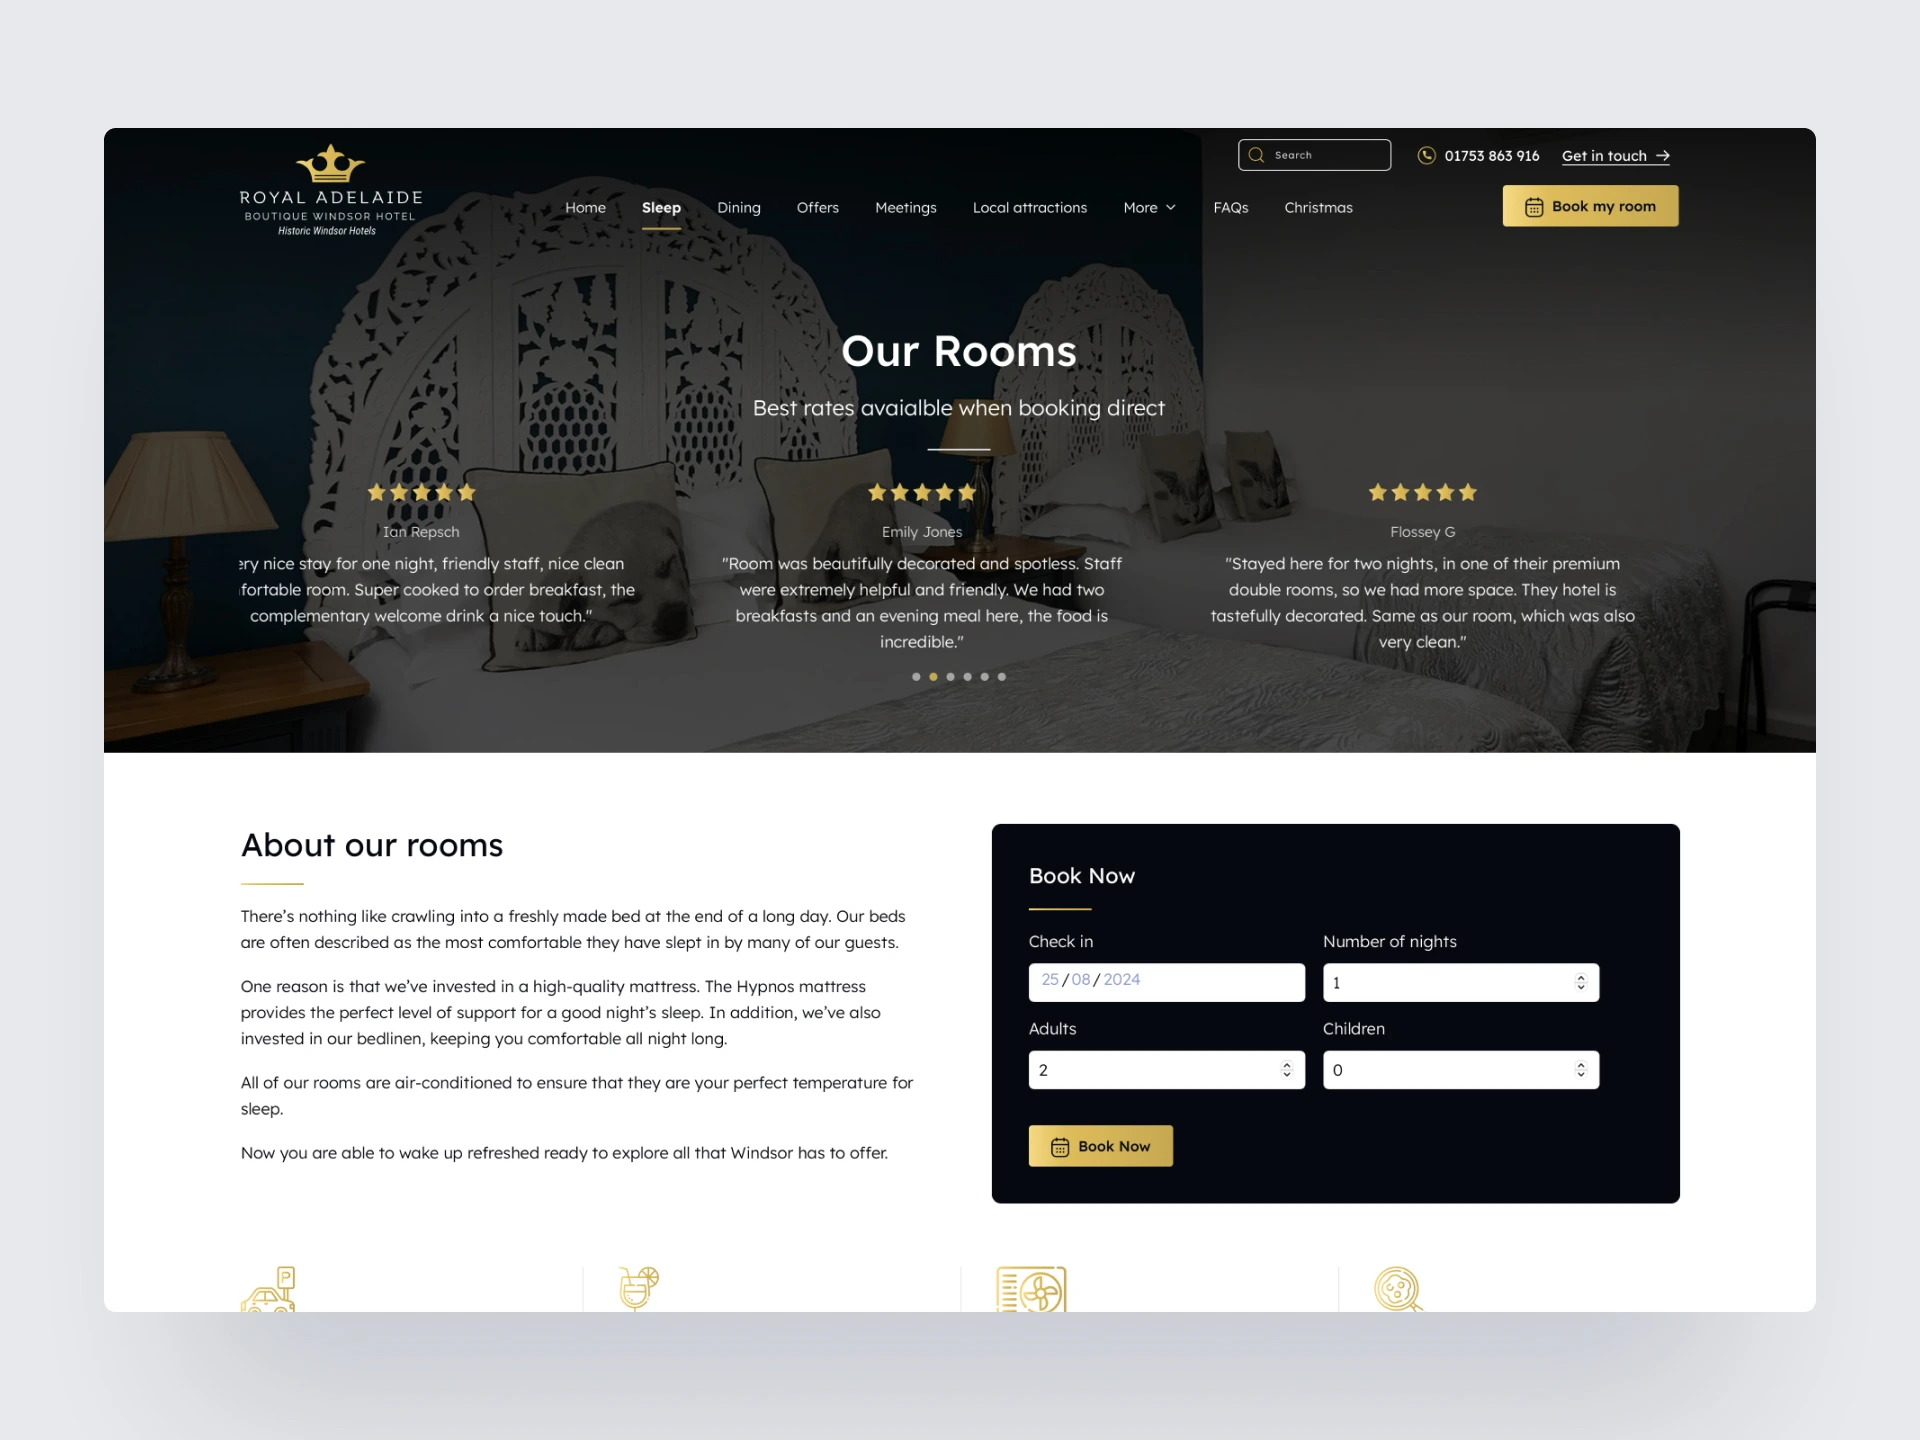 Search
01753 863 916
Get in touch
ROYAL ADELAIDE
BOUTIQUE WINDSOR HOTEL
Historic Windsor Hotels
Home
Sleep
Dining
Offers
Meetings
Local attractions
More
FAQs
Christmas
Book my room
Our Rooms
Best rates avaialble when booking direct
Ian Repsch
ery nice stay for one night, friendly staff, nice clean
fortable room. Super cooked to order breakfast, the
complementary welcome drink a nice touch."
Emily Jones
"Room was beautifully decorated and spotless. Staff
were extremely helpful and friendly. We had two
breakfasts and an evening meal here, the food is
incredible."
Flossey G
"Stayed here for two nights, in one of their premium
double rooms, so we had more space. They hotel is
tastefully decorated. Same as our room, which was also
very clean."
About our rooms
There’s nothing like crawling into a freshly made bed at the end of a long day. Our beds
are often described as the most comfortable they have slept in by many of our guests.
One reason is that we’ve invested in a high-quality mattress. The Hypnos mattress
provides the perfect level of support for a good night’s sleep. In addition, we’ve also
invested in our bedlinen, keeping you comfortable all night long.
All of our rooms are air-conditioned to ensure that they are your perfect temperature for
sleep.
Now you are able to wake up refreshed ready to explore all that Windsor has to offer.
Book Now
Check in
Number of nights
25/08/2024
1
Adults
Children
2
0
Book Now
P